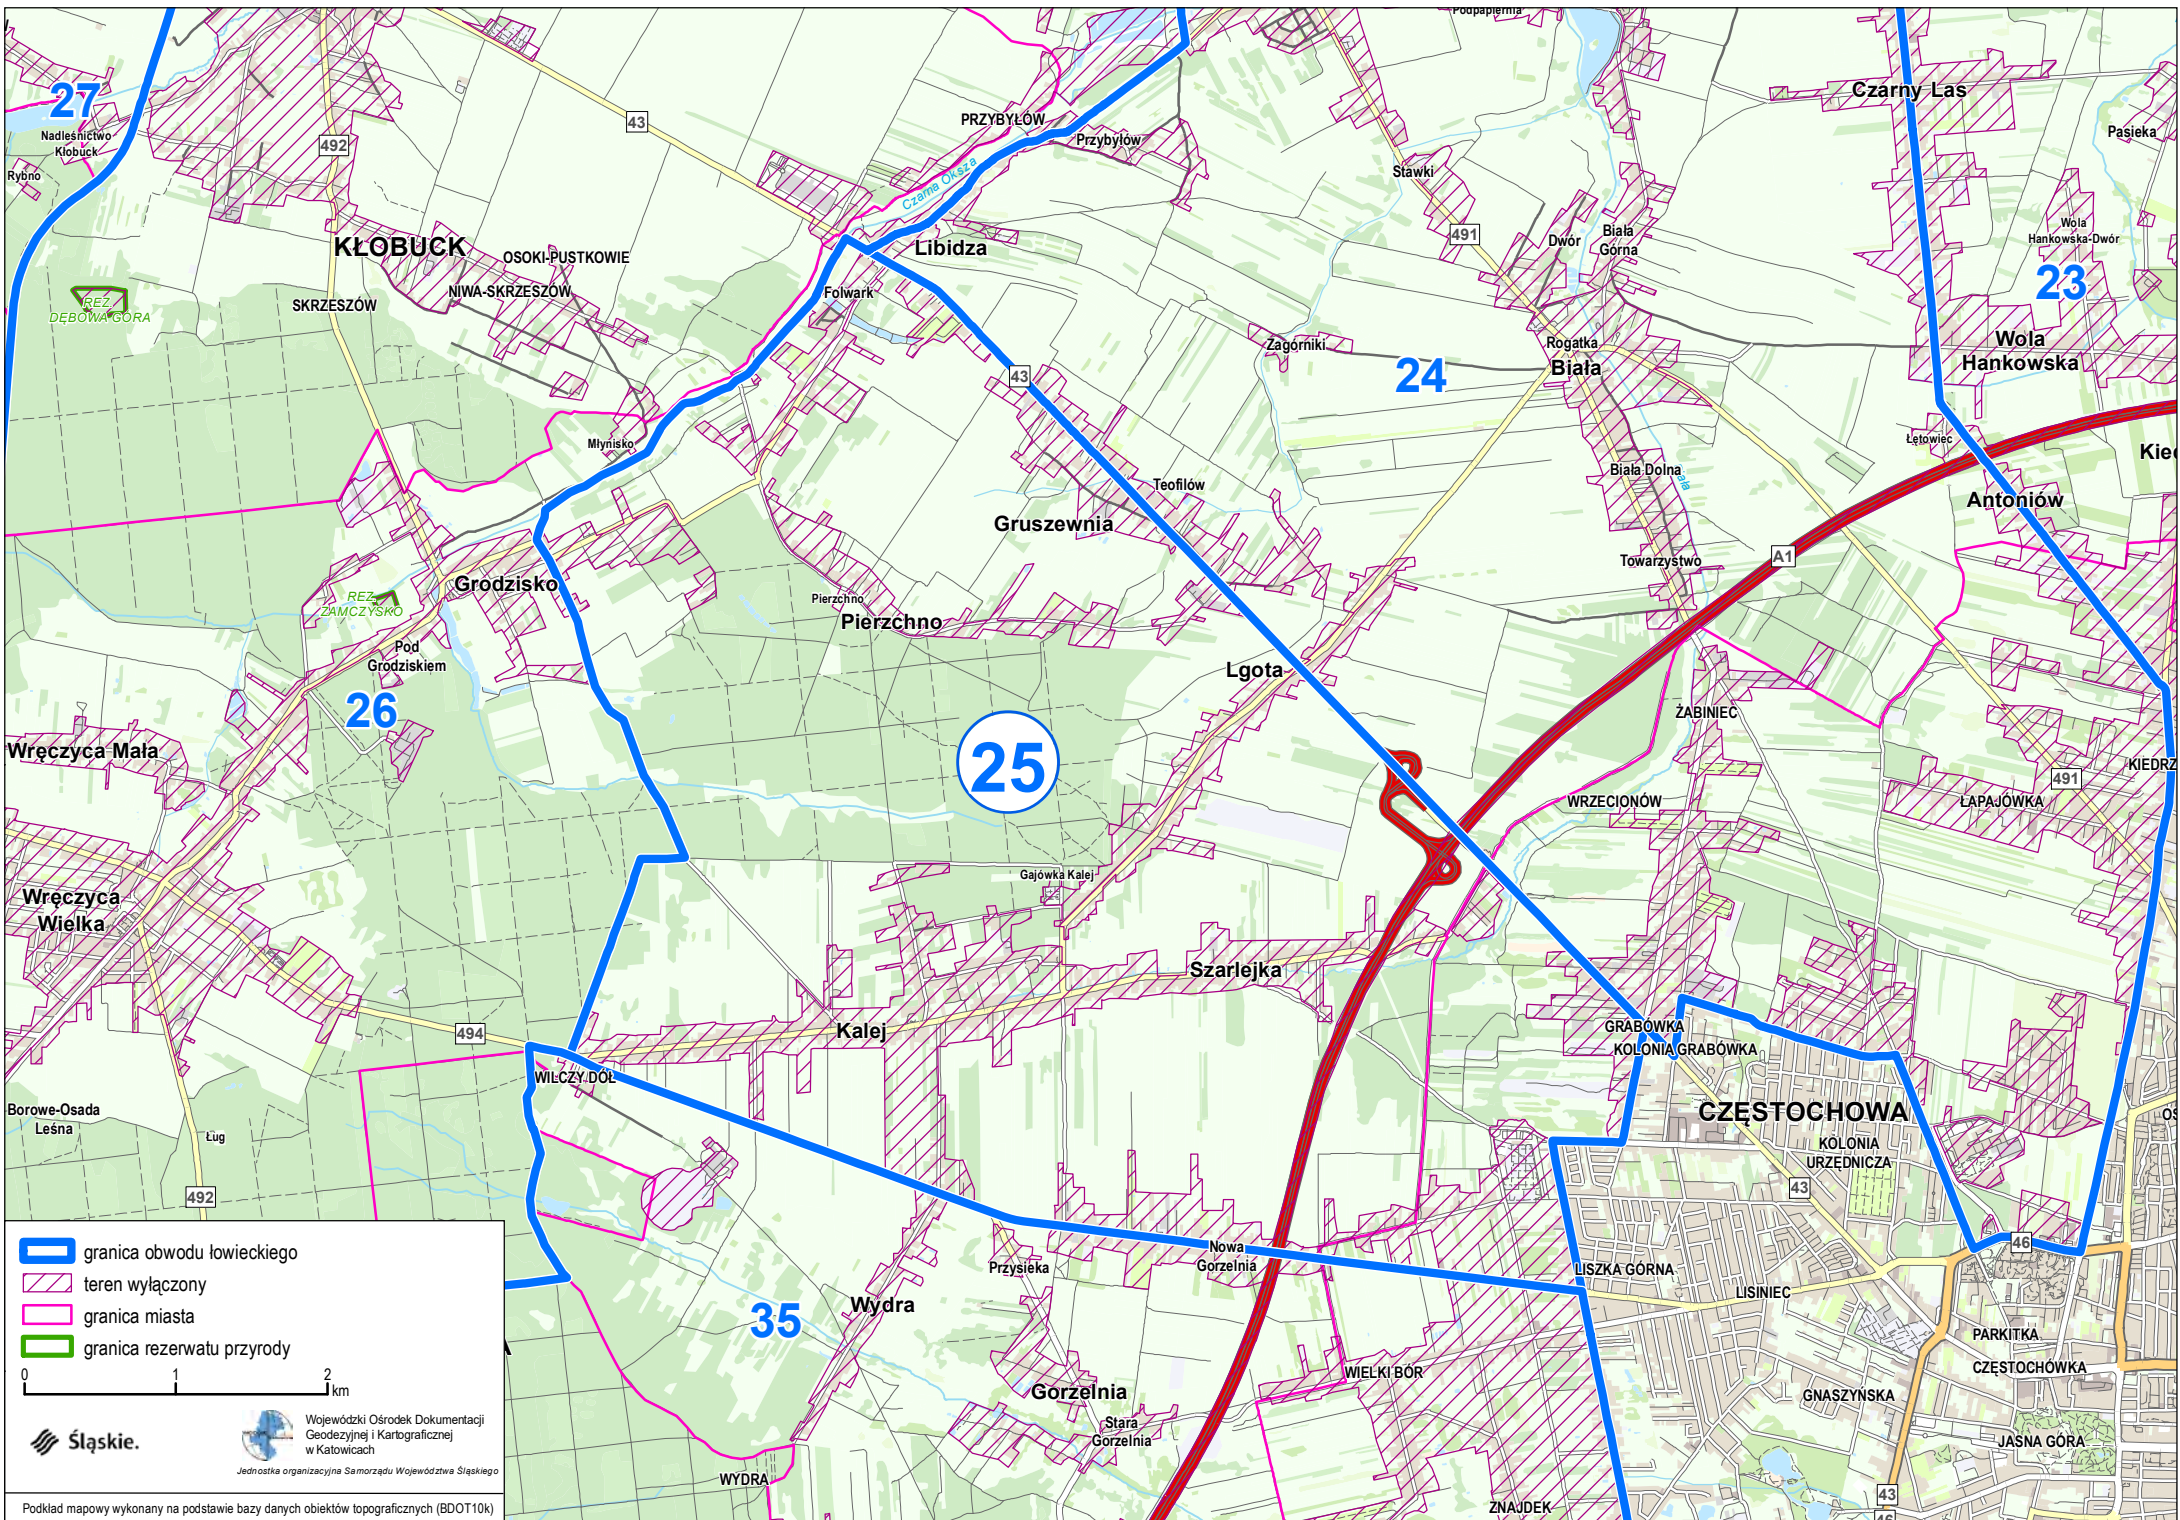 Podpapiernia
27
Nadleśnictwo
Kłobuck
Rybno
492
43
PRZYBYŁÓW
Przybyłów
Czarna Oksza
Stawki
491
Czarny Las
Pasieka
Wola
Hankowska-Dwór
23
Dwór
Biała
Górna
KŁOBUCK
OSOKI-PUSTKOWIE
NIWA-SKRZESZÓW
SKRZESZÓW
REZ.
DĘBOWA GÓRA
Libidza
Folwark
Zagórniki
24
Rogatka
Biała
Wola
Hankowska
43
Młynisko
Łętowiec
Kie
Antoniów
Teofilów
Gruszewnia
Biała Dolna
Biała
Towarzystwo
A1
Grodzisko
REZ.
ZAMCZYSKO
Pierzchno
Pierzchno
Pod
Grodziskiem
26
Lgota
25
ŻABINIEC
Wręczyca Mała
WRZECIONÓW
KIEDRZ
491
ŁAPAJÓWKA
Wręczyca
Wielka
Gajówka Kalej
Szarlejka
Kalej
494
WILCZY DÓŁ
GRABÓWKA
KOLONIA GRABÓWKA
CZĘSTOCHOWA
KOLONIA
URZĘDNICZA
43
Borowe-Osada
Leśna
Ług
492
46
Nowa
Gorzelnia
Przysieka
LISZKA GÓRNA
LISINIEC
Wydra
35
PARKITKA
CZĘSTOCHÓWKA
WIELKI BÓR
GNASZYŃSKA
Gorzelnia
Stara
Gorzelnia
JASNA GÓRA
WYDRA
ZNAJDEK
43
46
granica obwodu łowieckiego
teren wyłączony
granica miasta
granica rezerwatu przyrody
0 1 2
km
Śląskie.
Wojewódzki Ośrodek Dokumentacji
Geodezyjnej i Kartograficznej
w Katowicach
Jednostka organizacyjna Samorządu Województwa Śląskiego
Podkład mapowy wykonany na podstawie bazy danych obiektów topograficznych (BDOT10k)